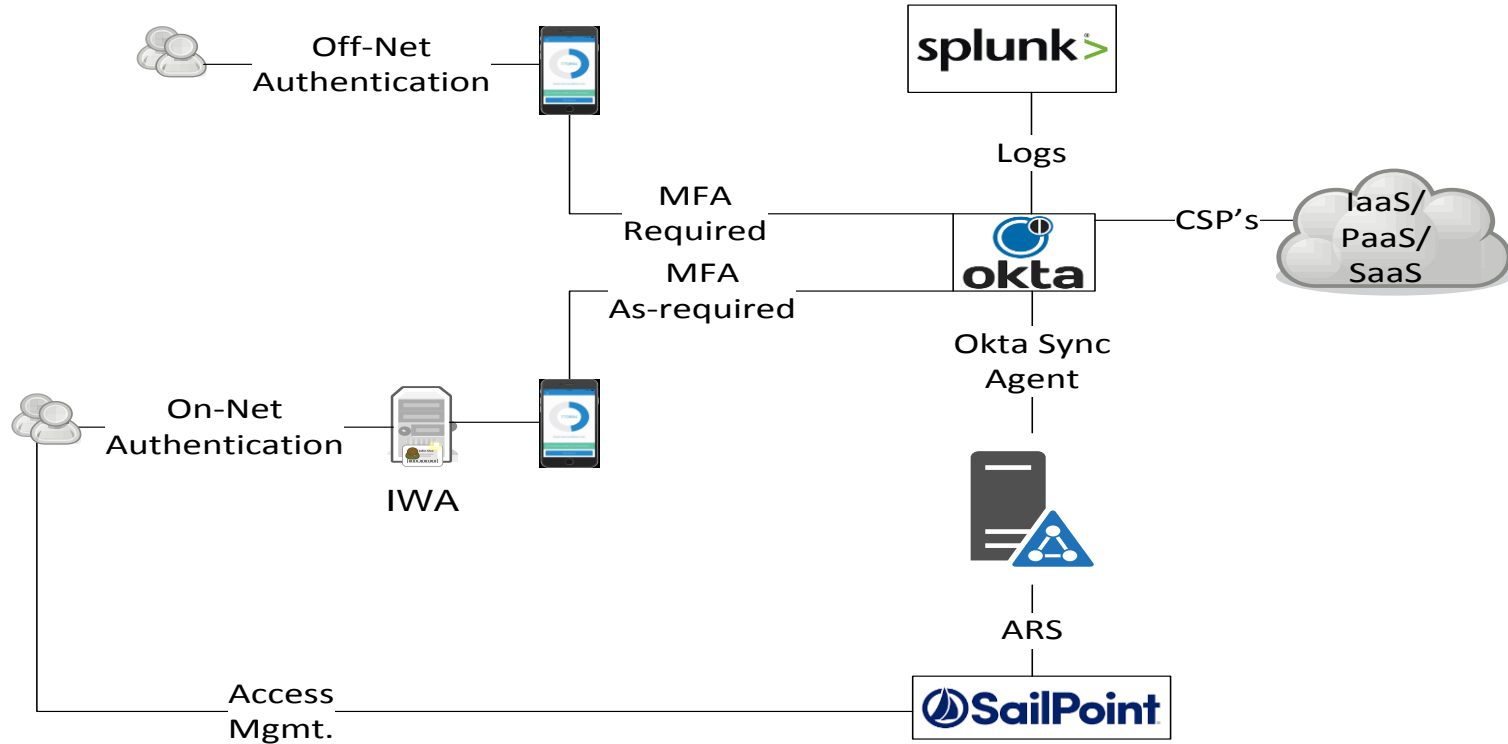 Off-Net
Authentication
splunk>
Logs
MFA
Required
CSP's
IaaS/
PaaS/
SaaS
okta
MFA
As-required
Okta Sync
Agent
On-Net
Authentication
IWA
ARS
Access
Mgmt.
SailPoint